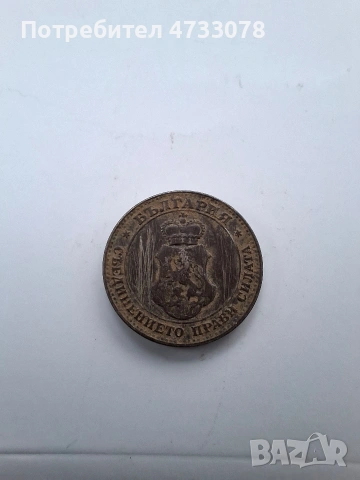 Потребител 4733078
* БЪЛГАРИЯ *
СЪЕДИНЕНИЕТО ПРАВИ СИЛАТА
BAZAR